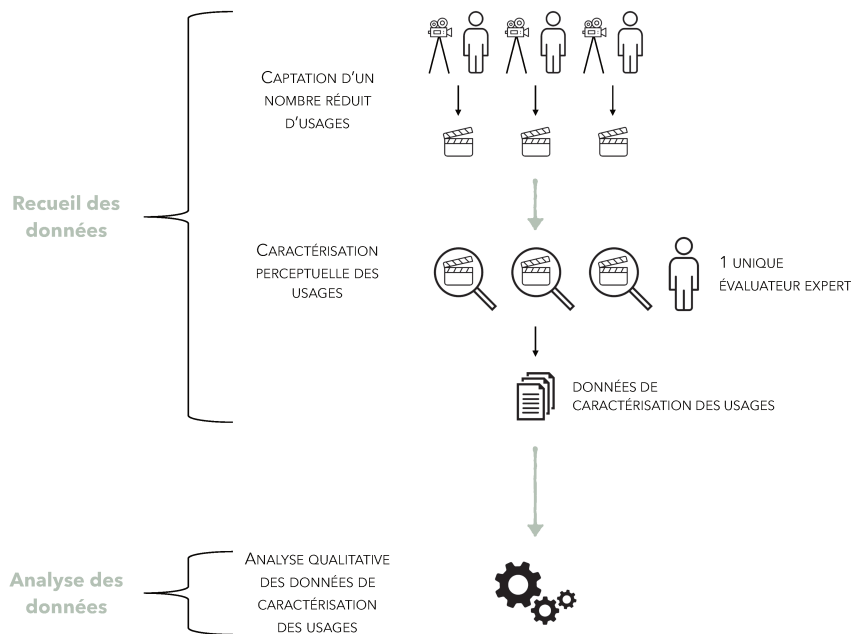 Captation d'un
nombre réduit
d'usages
Recueil des
données
Caractérisation
perceptuelle des
usages
1 unique
évaluateur expert
données de
caractérisation des usages
Analyse des
données
Analyse qualitative
des données de
caractérisation
des usages